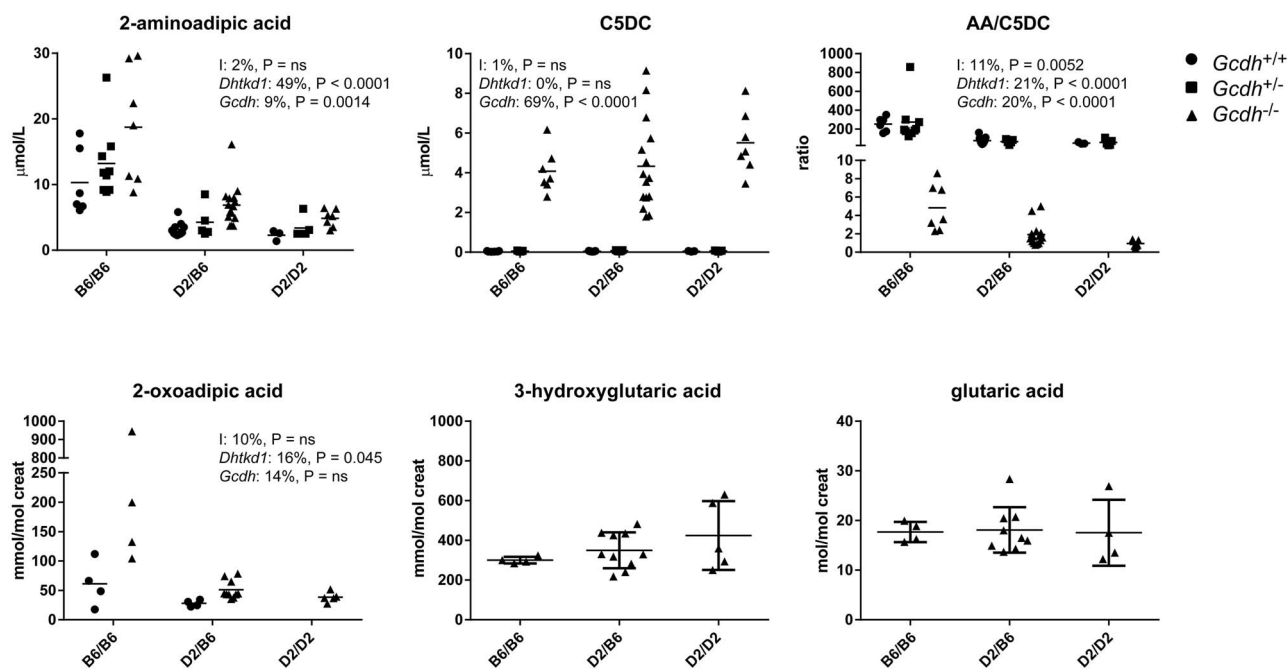 2-aminoadipic acid
30
20
10
0
μmol/L
I: 2%, P = ns
Dhtkd1: 49%, P < 0.0001
Gcdh: 9%, P = 0.0014
B6/B6
D2/B6
D2/D2
C5DC
10
8
6
4
2
0
μmol/L
I: 1%, P = ns
Dhtkd1: 0%, P = ns
Gcdh: 69%, P < 0.0001
B6/B6
D2/B6
D2/D2
AA/C5DC
1000
800
600
400
200
8
6
4
2
0
ratio
I: 11%, P = 0.0052
Dhtkd1: 21%, P < 0.0001
Gcdh: 20%, P < 0.0001
B6/B6
D2/B6
D2/D2
Gcdh+/+
Gcdh+/-
Gcdh-/-
2-oxoadipic acid
1000
900
800
250
200
150
100
50
0
mmol/mol creat
I: 10%, P = ns
Dhtkd1: 16%, P = 0.045
Gcdh: 14%, P = ns
B6/B6
D2/B6
D2/D2
3-hydroxyglutaric acid
1000
800
600
400
200
0
mmol/mol creat
B6/B6
D2/B6
D2/D2
glutaric acid
40
30
20
10
0
mol/mol creat
B6/B6
D2/B6
D2/D2